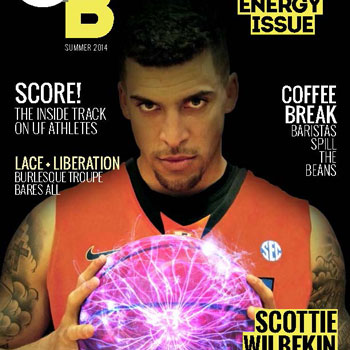 B
SUMMER 2014
ENERGY
ISSUE
SCORE!
THE INSIDE TRACK
ON UF ATHLETES
LACE • LIBERATION
BURLESQUE TROUPE
BARES ALL
COFFEE
BREAK
BARISTAS
SPILL
THE
BEANS
SEC
SCOTTIE
WILBEKIN